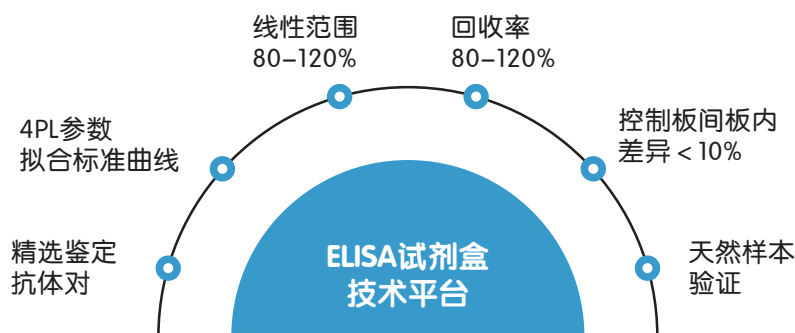 线性范围
80–120%
回收率
80–120%
4PL参数
拟合标准曲线
控制板间板内
差异 < 10%
精选鉴定
抗体对
天然样本
验证
ELISA试剂盒
技术平台